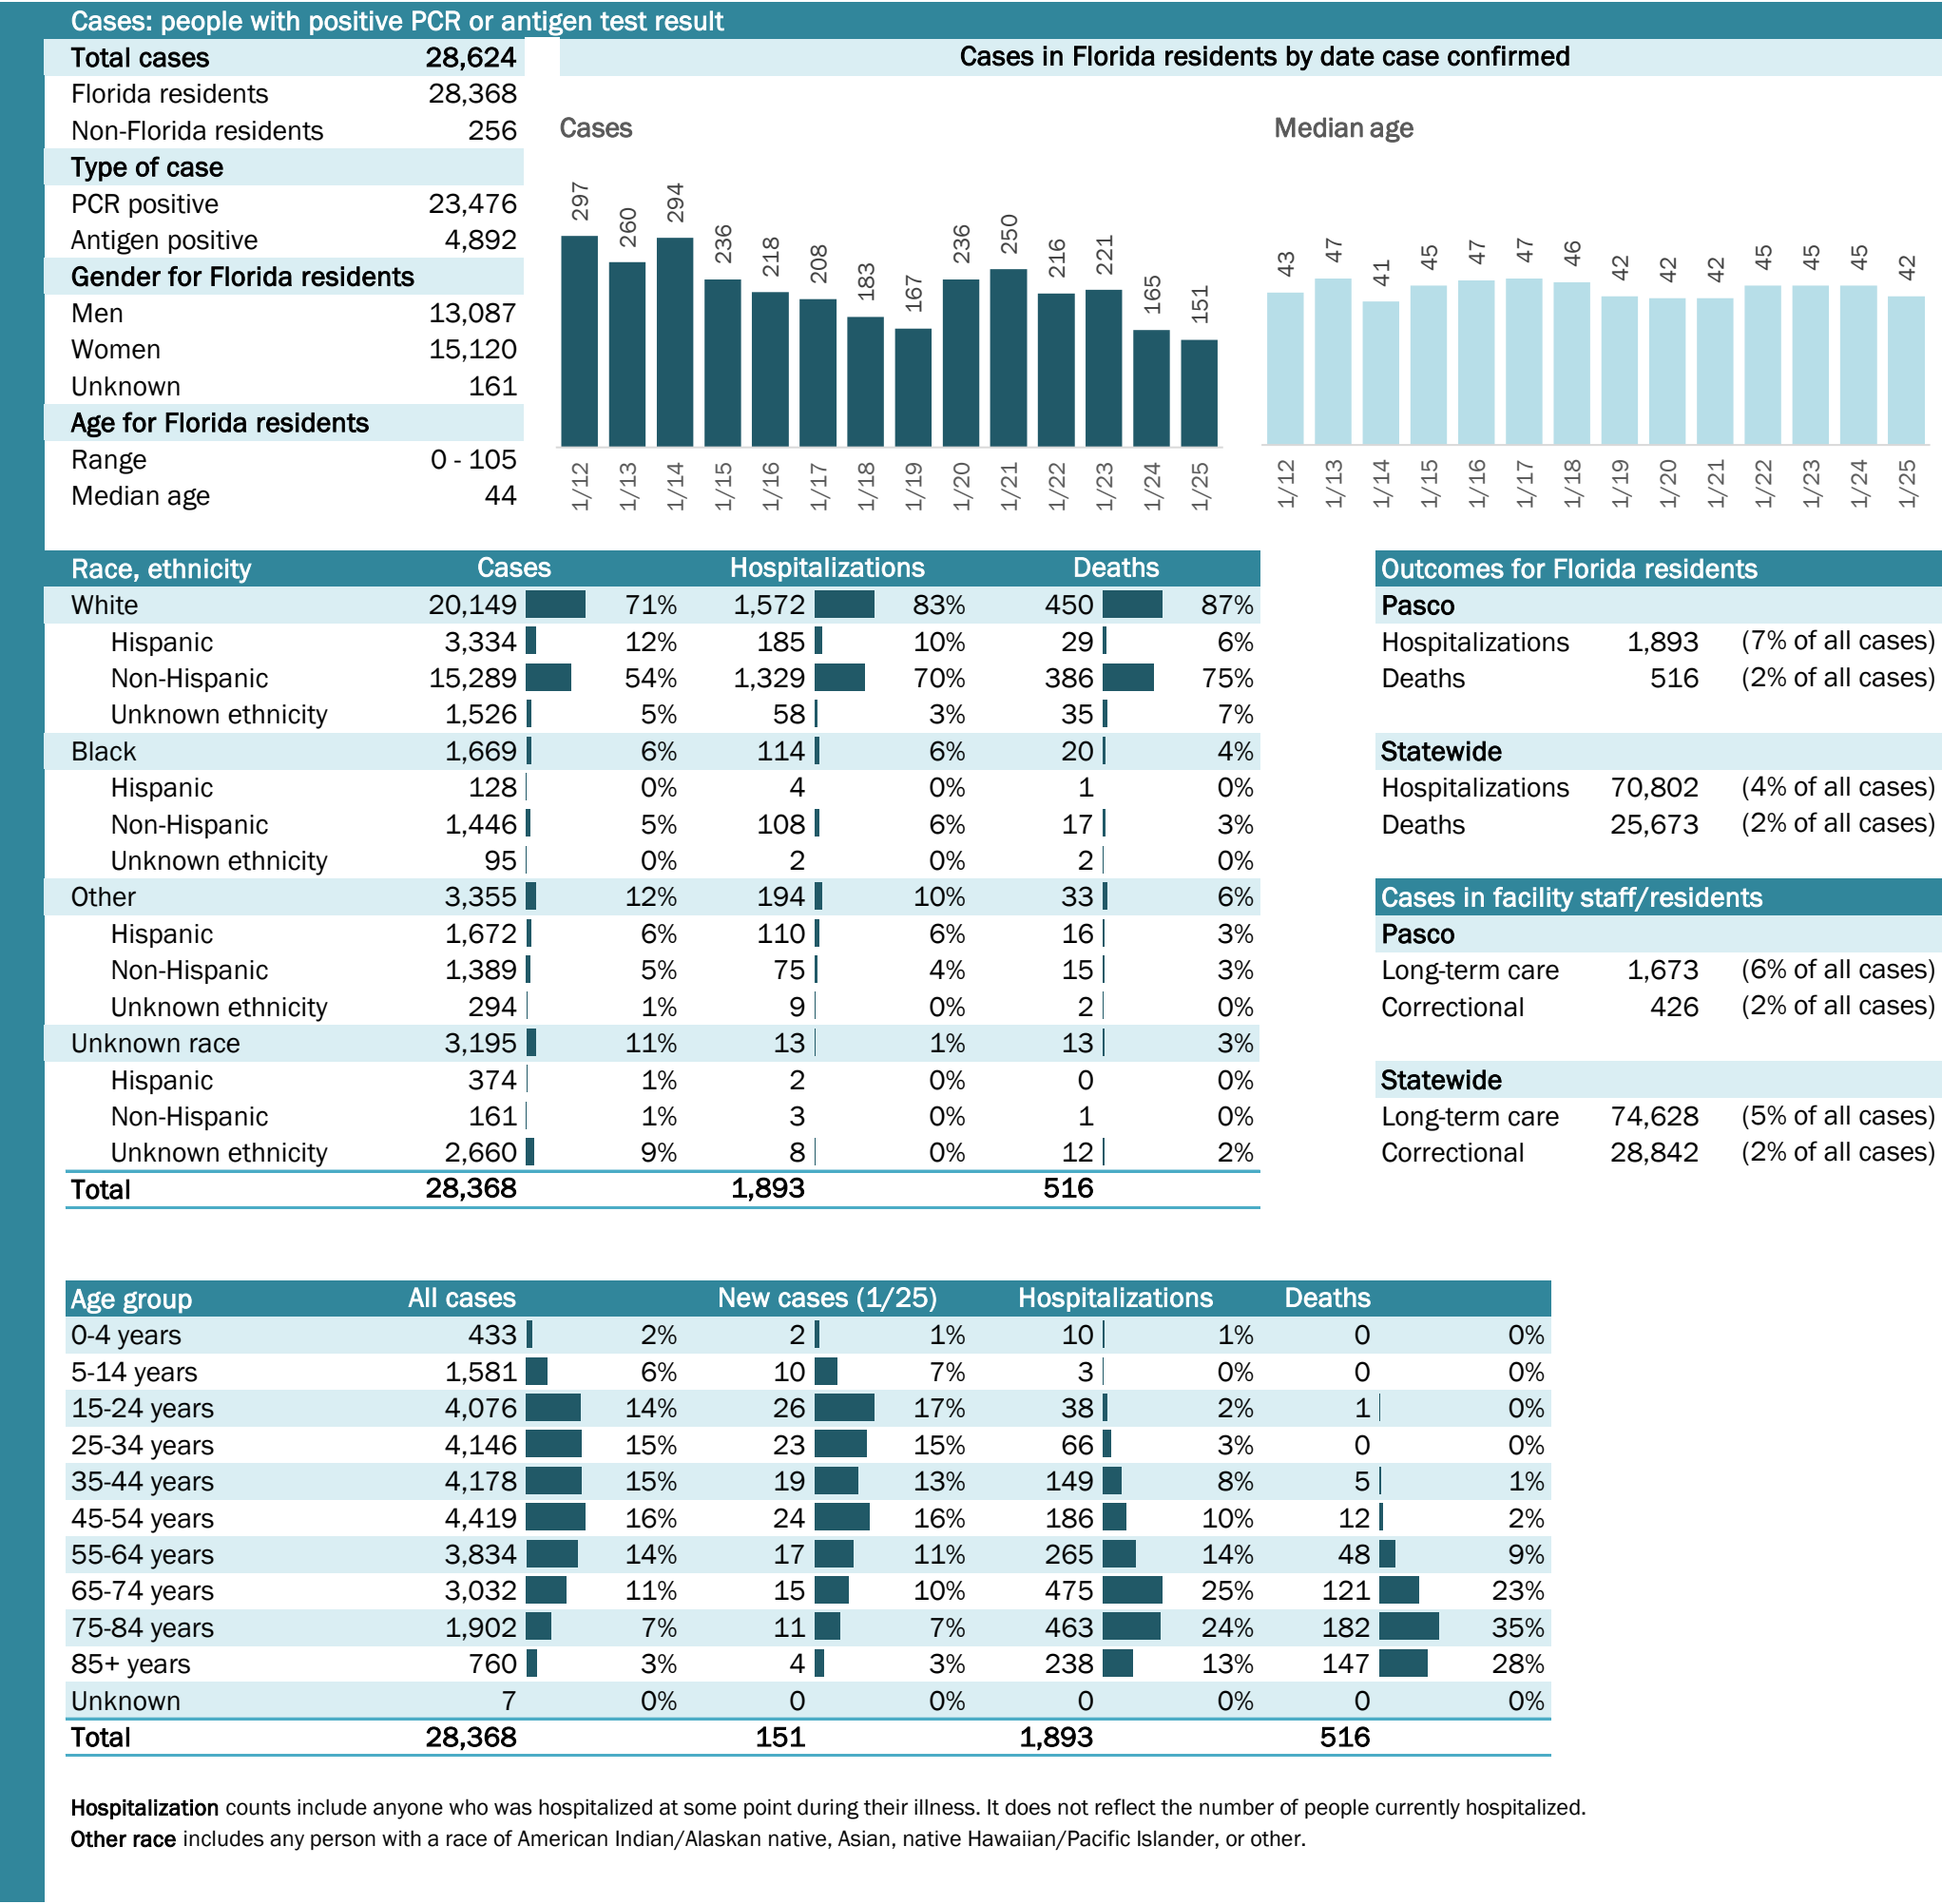 Cases: people with positive PCR or antigen test result
Total cases 28,624
Florida residents 28,368
Non-Florida residents 256
Type of case
PCR positive 23,476
Antigen positive 4,892
Gender for Florida residents
Men 13,087
Women 15,120
Unknown 161
Age for Florida residents
Range 0 - 105
Median age 44
Cases in Florida residents by date case confirmed
Cases
297 260 294 236 218 208 183 167 236 250 216 221 165 151
1/12 1/13 1/14 1/15 1/16 1/17 1/18 1/19 1/20 1/21 1/22 1/23 1/24 1/25
Median age
43 47 41 45 47 47 46 42 42 42 45 45 45 42
1/12 1/13 1/14 1/15 1/16 1/17 1/18 1/19 1/20 1/21 1/22 1/23 1/24 1/25
Race, ethnicity Cases Hospitalizations Deaths
White 20,149 71% 1,572 83% 450 87%
Hispanic 3,334 12% 185 10% 29 6%
Non-Hispanic 15,289 54% 1,329 70% 386 75%
Unknown ethnicity 1,526 5% 58 3% 35 7%
Black 1,669 6% 114 6% 20 4%
Hispanic 128 0% 4 0% 1 0%
Non-Hispanic 1,446 5% 108 6% 17 3%
Unknown ethnicity 95 0% 2 0% 2 0%
Other 3,355 12% 194 10% 33 6%
Hispanic 1,672 6% 110 6% 16 3%
Non-Hispanic 1,389 5% 75 4% 15 3%
Unknown ethnicity 294 1% 9 0% 2 0%
Unknown race 3,195 11% 13 1% 13 3%
Hispanic 374 1% 2 0% 0 0%
Non-Hispanic 161 1% 3 0% 1 0%
Unknown ethnicity 2,660 9% 8 0% 12 2%
Total 28,368 1,893 516
Outcomes for Florida residents
Pasco
Hospitalizations 1,893 (7% of all cases)
Deaths 516 (2% of all cases)
Statewide
Hospitalizations 70,802 (4% of all cases)
Deaths 25,673 (2% of all cases)
Cases in facility staff/residents
Pasco
Long-term care 1,673 (6% of all cases)
Correctional 426 (2% of all cases)
Statewide
Long-term care 74,628 (5% of all cases)
Correctional 28,842 (2% of all cases)
Age group All cases New cases (1/25) Hospitalizations Deaths
0-4 years 433 2% 2 1% 10 1% 0 0%
5-14 years 1,581 6% 10 7% 3 0% 0 0%
15-24 years 4,076 14% 26 17% 38 2% 1 0%
25-34 years 4,146 15% 23 15% 66 3% 0 0%
35-44 years 4,178 15% 19 13% 149 8% 5 1%
45-54 years 4,419 16% 24 16% 186 10% 12 2%
55-64 years 3,834 14% 17 11% 265 14% 48 9%
65-74 years 3,032 11% 15 10% 475 25% 121 23%
75-84 years 1,902 7% 11 7% 463 24% 182 35%
85+ years 760 3% 4 3% 238 13% 147 28%
Unknown 7 0% 0 0% 0 0% 0 0%
Total 28,368 151 1,893 516
Hospitalization counts include anyone who was hospitalized at some point during their illness. It does not reflect the number of people currently hospitalized.
Other race includes any person with a race of American Indian/Alaskan native, Asian, native Hawaiian/Pacific Islander, or other.